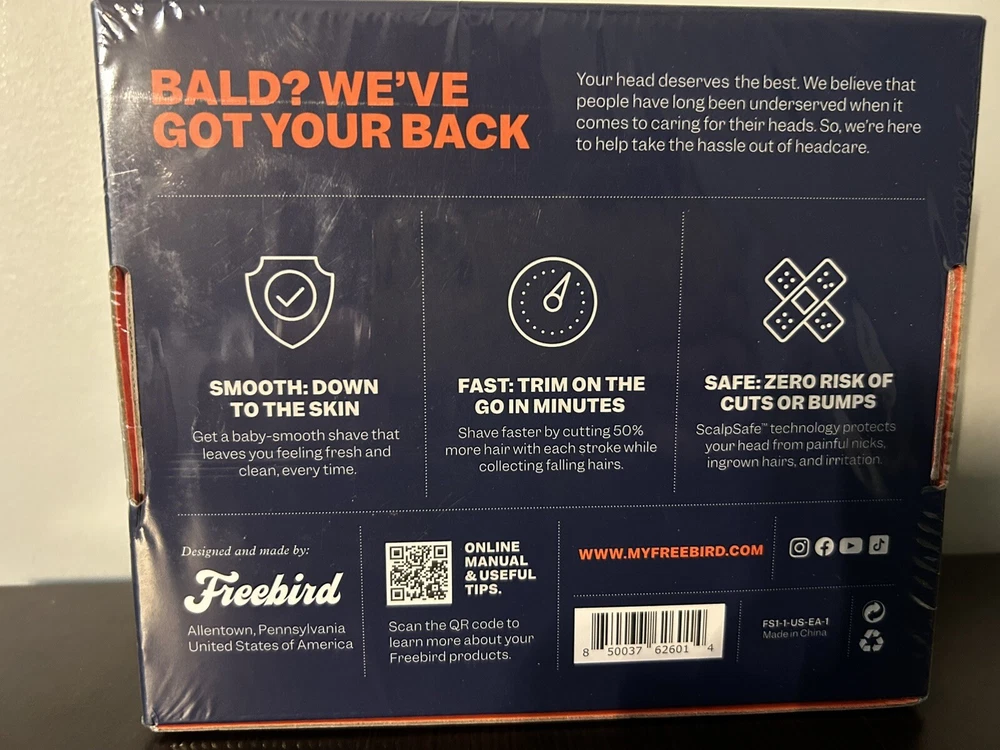 BALD? WE'VE
GOT YOUR BACK
Your head deserves the best. We believe that
people have long been underserved when it
comes to caring for their heads. So, we're here
to help take the hassle out of headcare.
SMOOTH: DOWN
TO THE SKIN
Get a baby-smooth shave that
leaves you feeling fresh and
clean, every time.
FAST: TRIM ON THE
GO IN MINUTES
Shave faster by cutting 50%
more hair with each stroke while
collecting falling hairs.
SAFE: ZERO RISK OF
CUTS OR BUMPS
ScalpSafe™ technology protects
your head from painful nicks,
ingrown hairs, and irritation.
Designed and made by:
Freebird
Allentown, Pennsylvania
United States of America
ONLINE
MANUAL
& USEFUL
TIPS.
Scan the QR code to
learn more about your
Freebird products.
WWW.MYFREEBIRD.COM
8 50037 62601 4
FS1-1-US-EA-1
Made in China